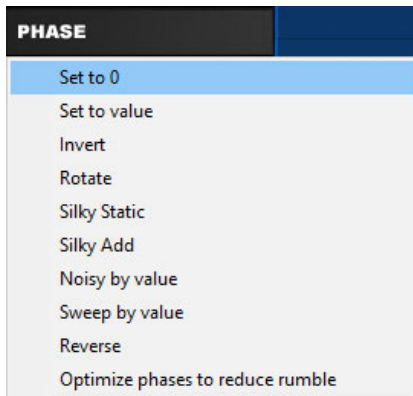 PHASE
Set to 0
Set to value
Invert
Rotate
Silky Static
Silky Add
Noisy by value
Sweep by value
Reverse
Optimize phases to reduce rumble